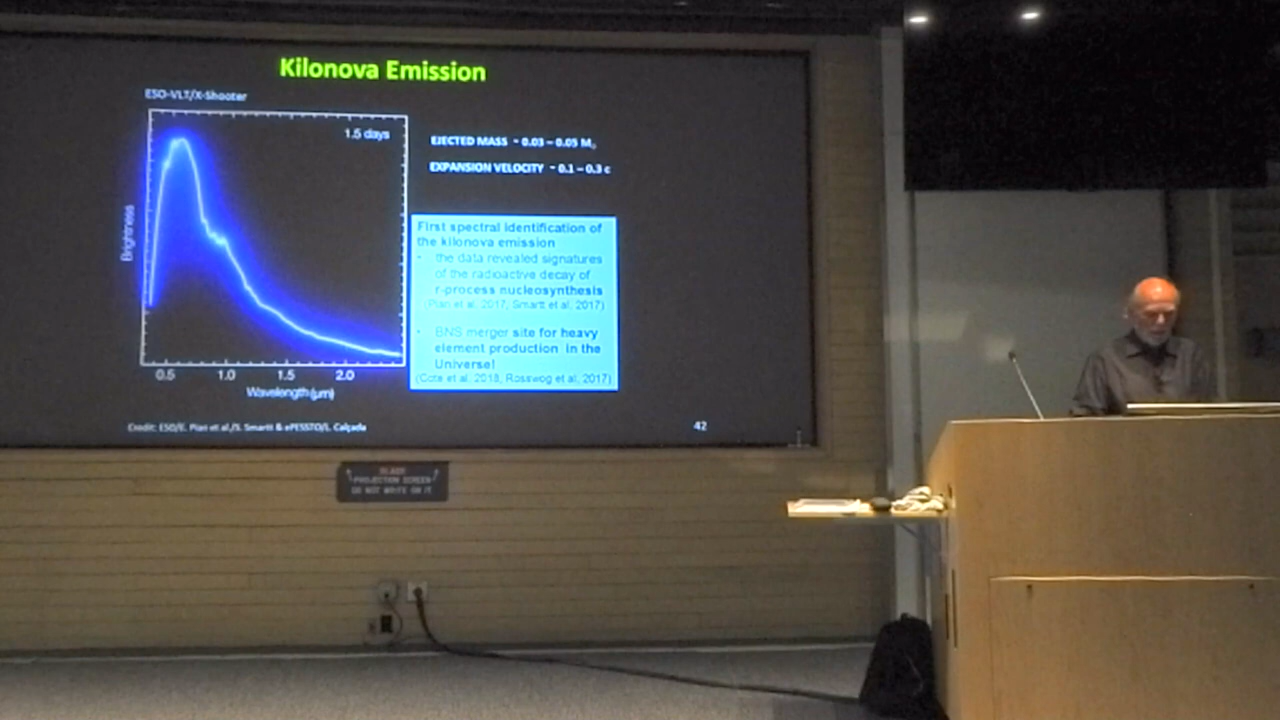 Kilonova Emission
ESO-VLT/X-Shooter
1.5 days
EJECTED MASS ~ 0.03 – 0.05 M☉
EXPANSION VELOCITY ~ 0.1 – 0.3 c
Brightness
First spectral identification of
the kilonova emission
• the data revealed signatures
of the radioactive decay of
r-process nucleosynthesis
(Pian et al. 2017, Smartt et al. 2017)
• BNS merger site for heavy
element production in the
Universe!
(Cote et al. 2018, Rosswog et al. 2017)
0.5 1.0 1.5 2.0
Wavelength (μm)
Credit: ESO/E. Pian et al./S. Smartt & ePESSTO/L. Calçada
42
PROJECTION SCREEN
DO NOT WRITE ON IT